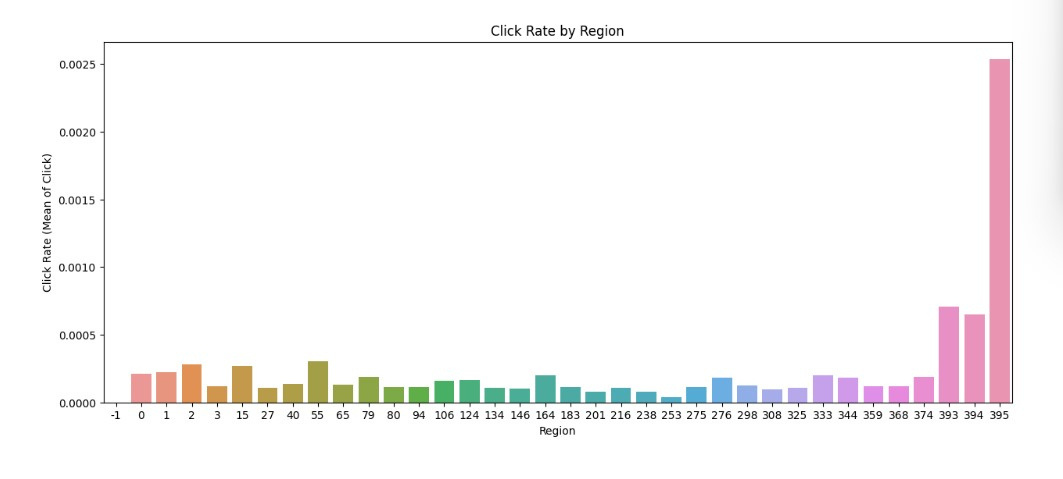 Click Rate by Region
Click Rate (Mean of Click)
0.0025
0.0020
0.0015
0.0010
0.0005
0.0000
-1 0 1 2 3 15 27 40 55 65 79 80 94 106 124 134 146 164 183 201 216 238 253 275 276 298 308 325 333 344 359 368 374 393 394 395
Region